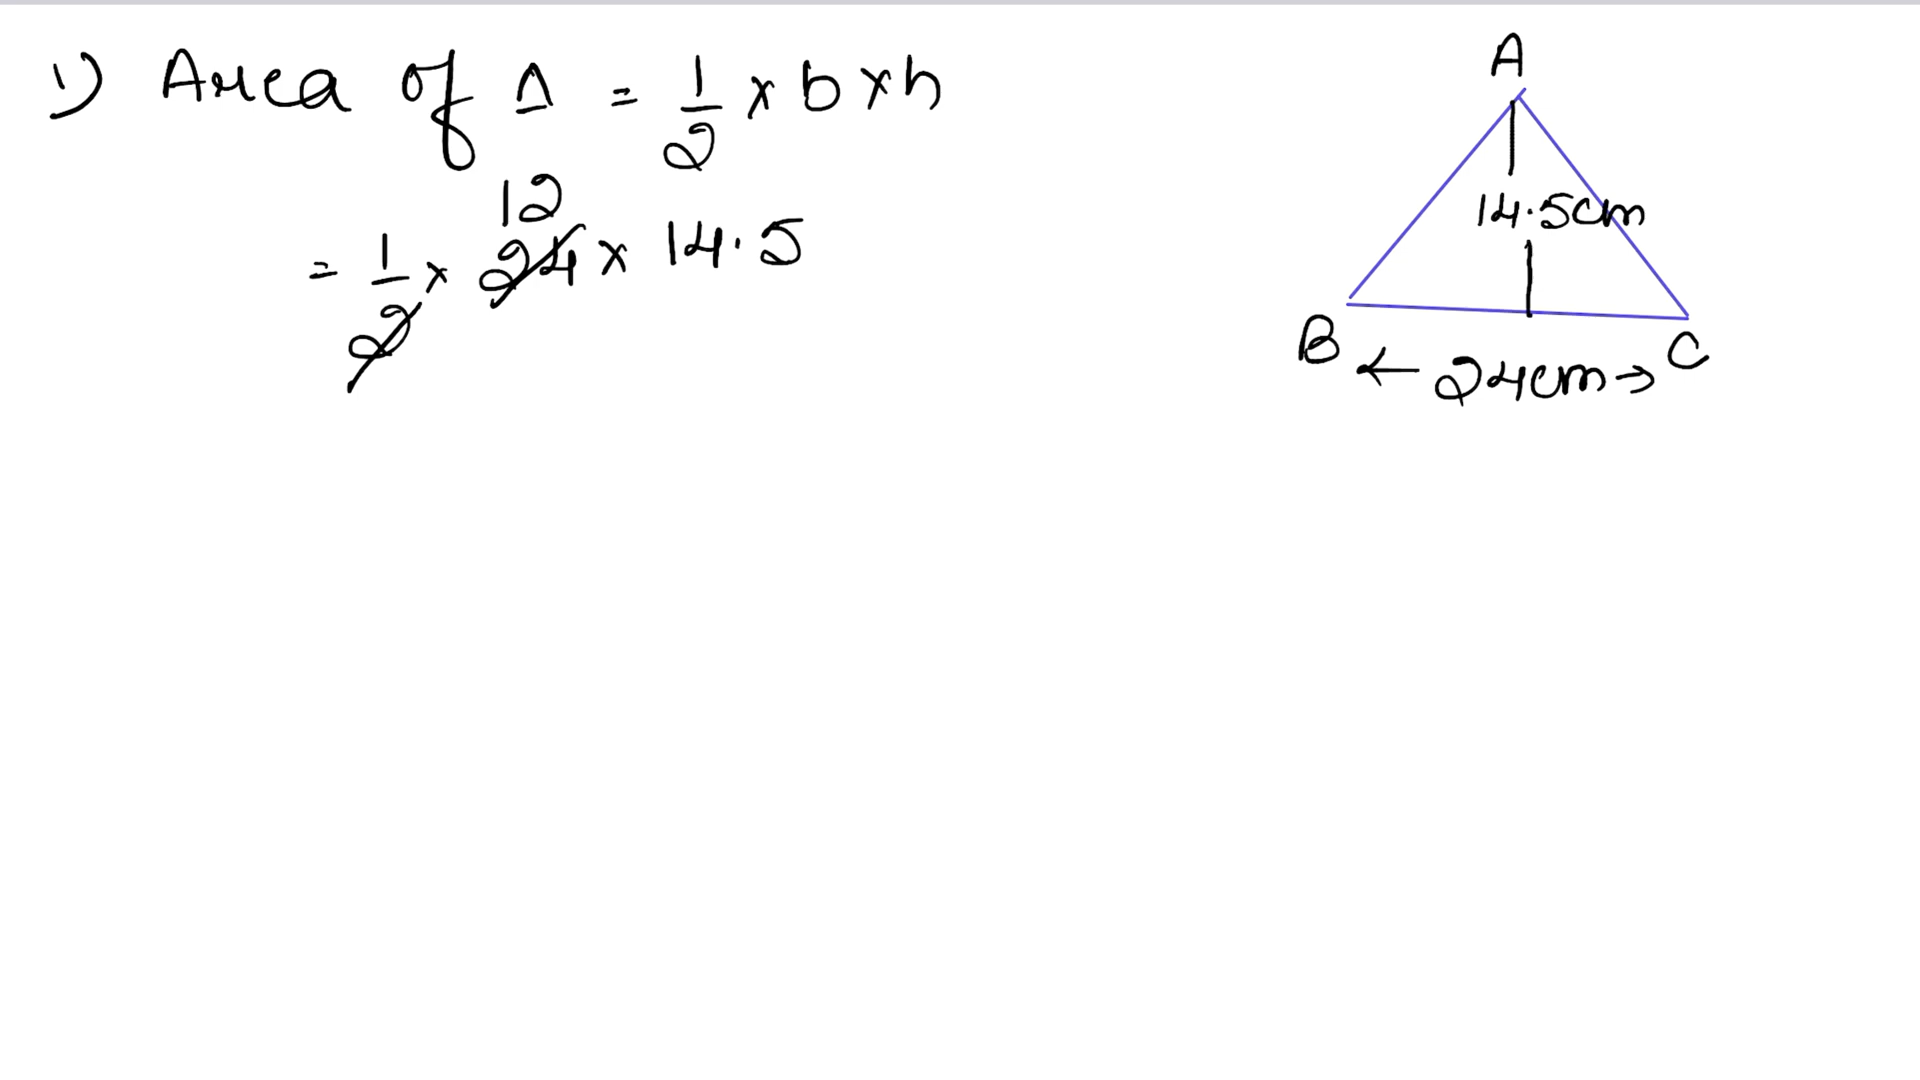 1) Area of Δ = 1/2 × b × h
12
= 1/2 × 24 × 14.5
A
14.5cm
B C
← 24cm →